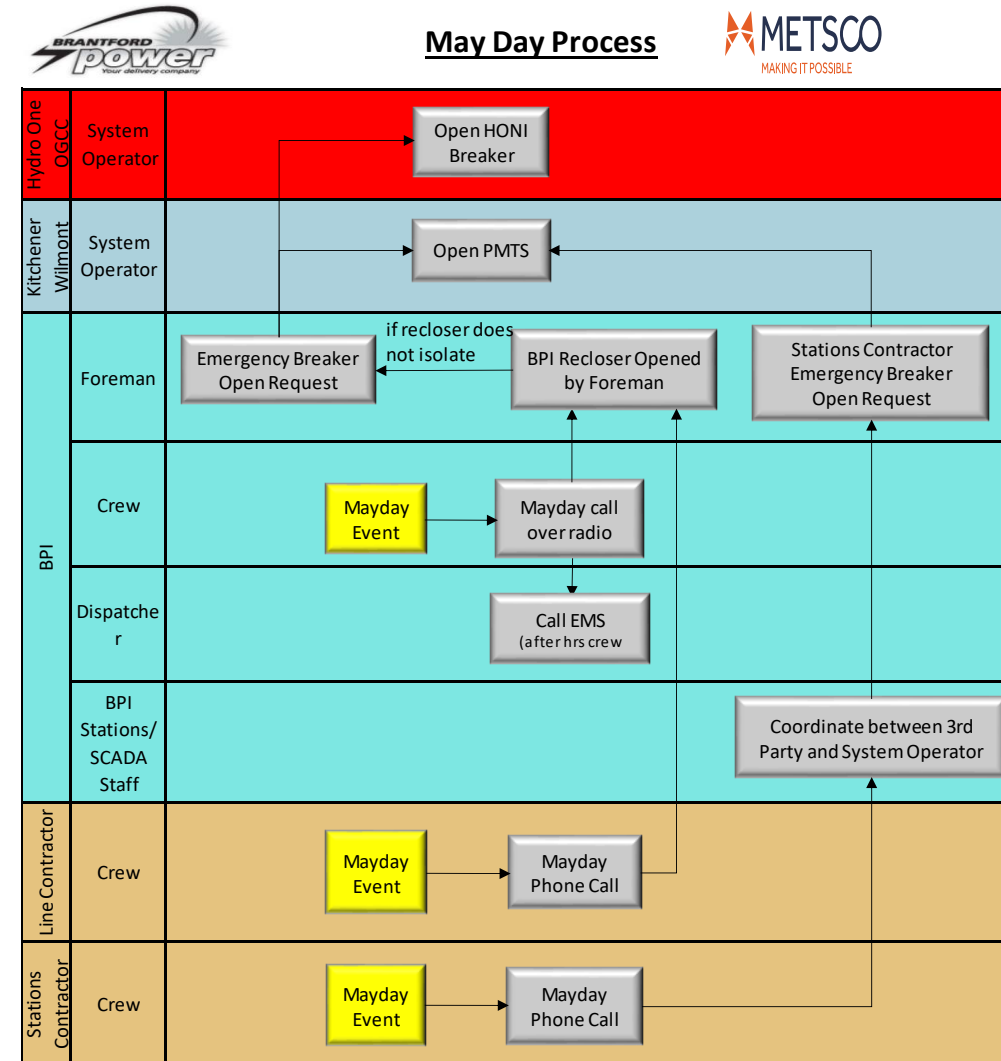 BRANTFORD
POWER
Your delivery company
May Day Process
METSCO
MAKING IT POSSIBLE
Hydro One
OGCC
System
Operator
Open HONI
Breaker
Kitchener
Wilmont
System
Operator
Open PMTS
BPI
Foreman
Emergency Breaker
Open Request
if recloser does
not isolate
BPI Recloser Opened
by Foreman
Stations Contractor
Emergency Breaker
Open Request
Crew
Mayday
Event
Mayday call
over radio
Dispatche
r
Call EMS
(after hrs crew
BPI
Stations/
SCADA
Staff
Coordinate between 3rd
Party and System Operator
Line Contractor
Crew
Mayday
Event
Mayday
Phone Call
Stations
Contractor
Crew
Mayday
Event
Mayday
Phone Call